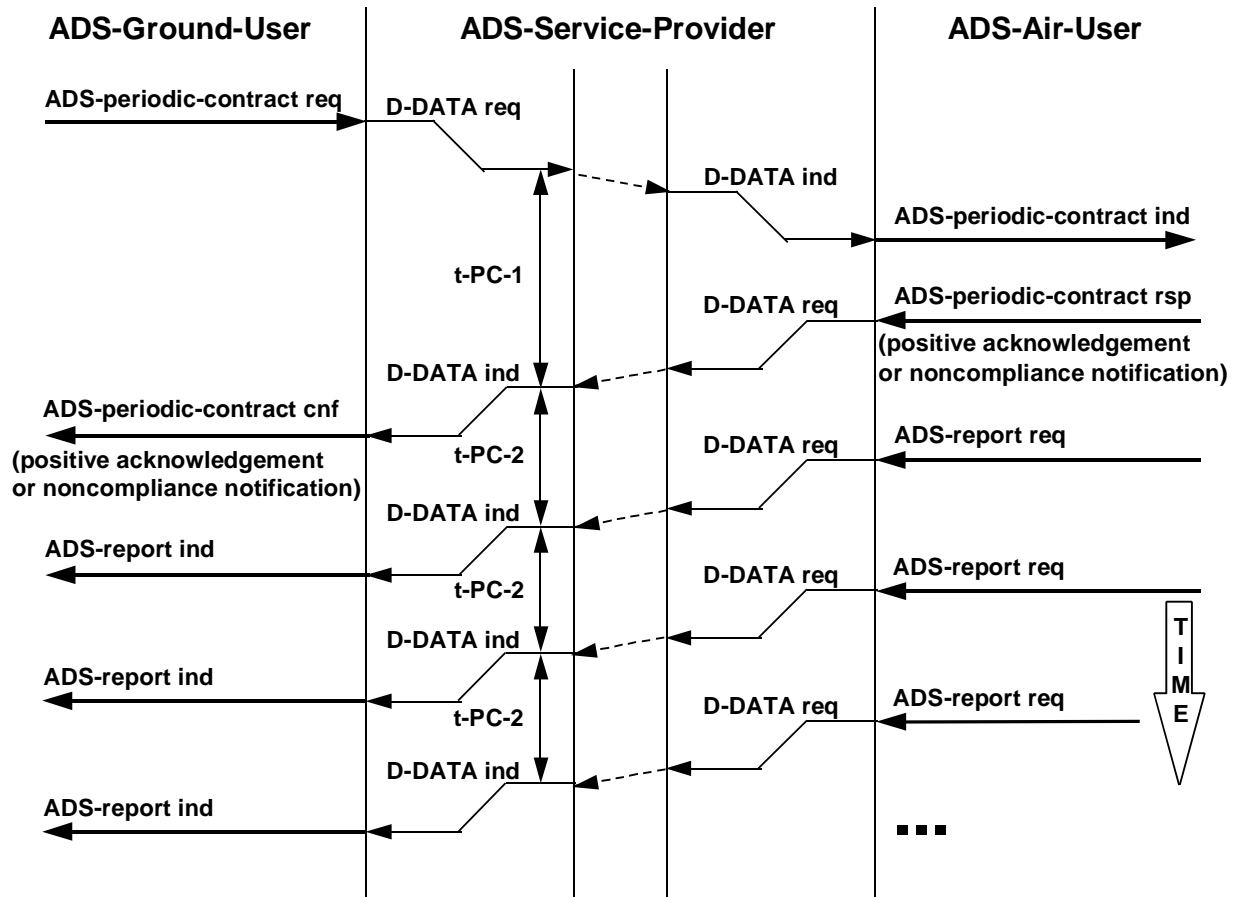 ADS-Ground-User
ADS-Service-Provider
ADS-Air-User
ADS-periodic-contract req
D-DATA req
D-DATA ind
ADS-periodic-contract ind
t-PC-1
D-DATA req
ADS-periodic-contract rsp
(positive acknowledgement
or noncompliance notification)
D-DATA ind
ADS-periodic-contract cnf
(positive acknowledgement
or noncompliance notification)
t-PC-2
D-DATA req
ADS-report req
D-DATA ind
ADS-report ind
t-PC-2
D-DATA req
ADS-report req
D-DATA ind
ADS-report ind
t-PC-2
D-DATA req
ADS-report req
TIME
D-DATA ind
ADS-report ind